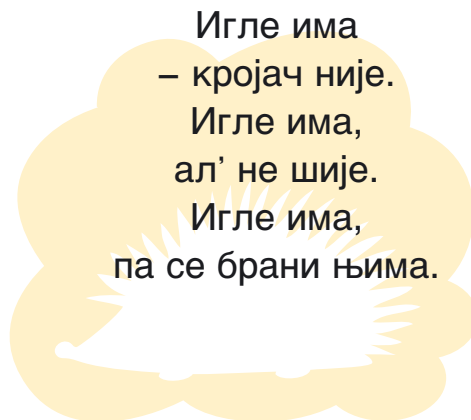 Игле има
– кројач није.
Игле има,
ал’ не шије.
Игле има,
па се брани њима.